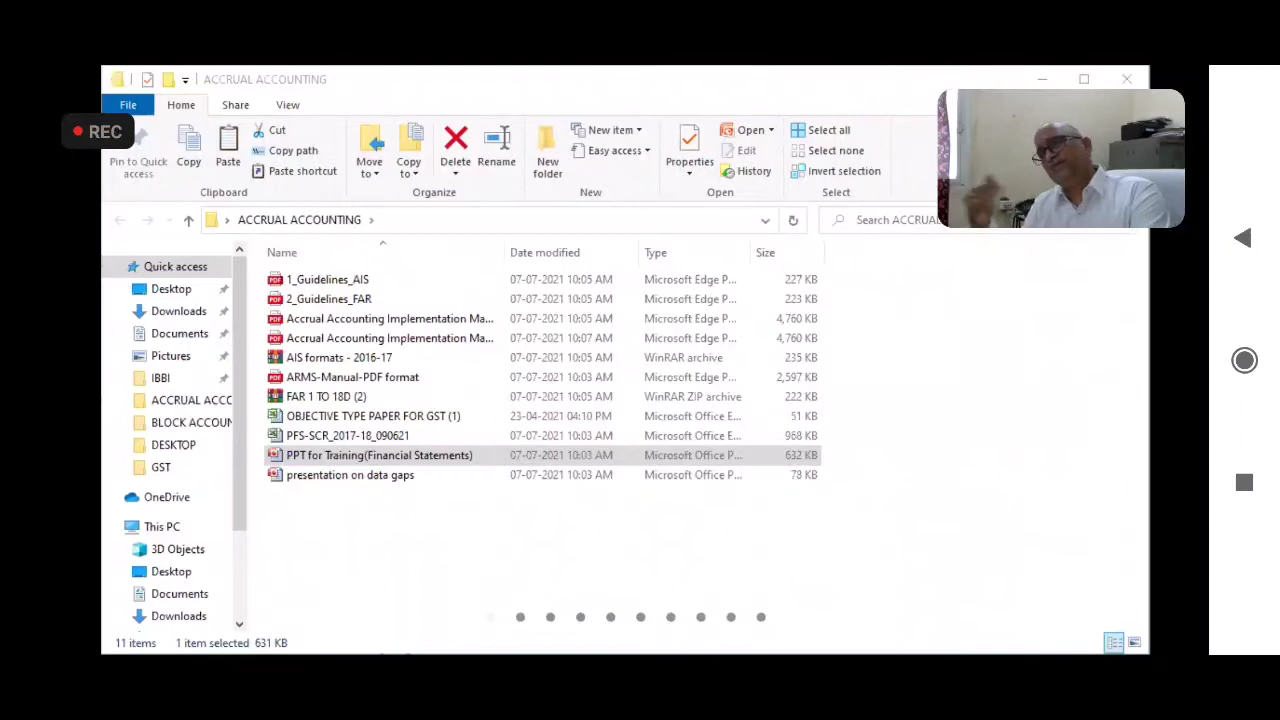 ACCRUAL ACCOUNTING
File Home Share View
REC
Pin to Quick access
Copy
Paste
Cut
Copy path
Paste shortcut
Clipboard
Move to
Copy to
Delete
Rename
Organize
New folder
New item
Easy access
New
Properties
Open
Edit
History
Open
Select all
Select none
Invert selection
Select
ACCRUAL ACCOUNTING
Search ACCRUA
Name Date modified Type Size
1_Guidelines_AIS 07-07-2021 10:05 AM Microsoft Edge P... 227 KB
2_Guidelines_FAR 07-07-2021 10:05 AM Microsoft Edge P... 223 KB
Accrual Accounting Implementation Ma... 07-07-2021 10:05 AM Microsoft Edge P... 4,760 KB
Accrual Accounting Implementation Ma... 07-07-2021 10:07 AM Microsoft Edge P... 4,760 KB
AIS formats - 2016-17 07-07-2021 10:05 AM WinRAR archive 235 KB
ARMS-Manual-PDF format 07-07-2021 10:03 AM Microsoft Edge P... 2,597 KB
FAR 1 TO 18D (2) 07-07-2021 10:05 AM WinRAR ZIP archive 222 KB
OBJECTIVE TYPE PAPER FOR GST (1) 23-04-2021 04:10 PM Microsoft Office E... 51 KB
PFS-SCR_2017-18_090621 07-07-2021 10:03 AM Microsoft Office E... 968 KB
PPT for Training(Financial Statements) 07-07-2021 10:03 AM Microsoft Office P... 632 KB
presentation on data gaps 07-07-2021 10:03 AM Microsoft Office P... 78 KB
Quick access
Desktop
Downloads
Documents
Pictures
IBBI
ACCRUAL ACCC
BLOCK ACCOUN
DESKTOP
GST
OneDrive
This PC
3D Objects
Desktop
Documents
Downloads
11 items 1 item selected 631 KB